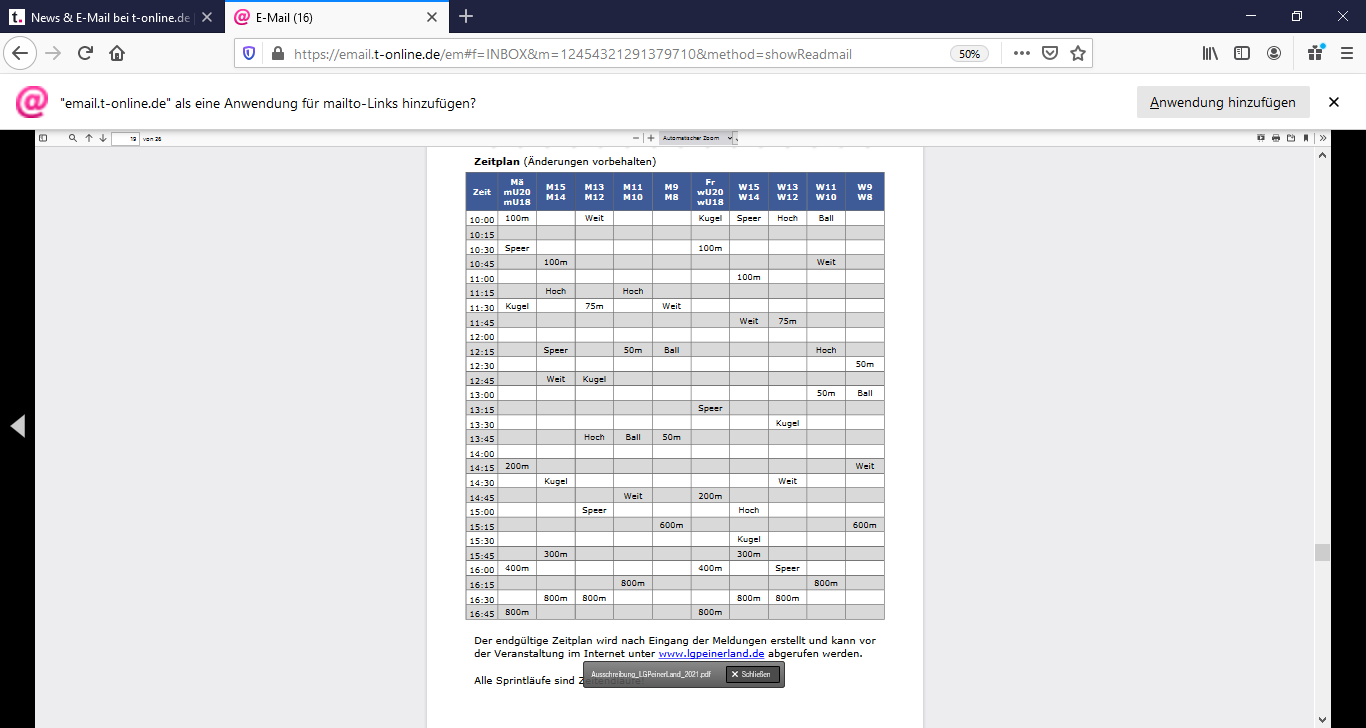 News & E-Mail bei t-online.de
E-Mail (16)
https://email.t-online.de/em#f=INBOX&m=12454321291379710&method=showReadmail
50%
"email.t-online.de" als eine Anwendung für mailto-Links hinzufügen?
Anwendung hinzufügen
19 von 26
Automatischer Zoom
Zeitplan (Änderungen vorbehalten)
Zeit Mä mU20 mU18 M15 M14 M13 M12 M11 M10 M9 M8 Fr wU20 wU18 W15 W14 W13 W12 W11 W10 W9 W8
10:00 100m Weit Kugel Speer Hoch Ball
10:15
10:30 Speer 100m
10:45 100m Weit
11:00 100m
11:15 Hoch Hoch
11:30 Kugel 75m Weit
11:45 Weit 75m
12:00
12:15 Speer 50m Ball Hoch
12:30 50m
12:45 Weit Kugel
13:00 50m Ball
13:15 Speer
13:30 Kugel
13:45 Hoch Ball 50m
14:00
14:15 200m Weit
14:30 Kugel Weit
14:45 Weit 200m
15:00 Speer Hoch
15:15 600m 600m
15:30 Kugel
15:45 300m 300m
16:00 400m 400m Speer
16:15 800m 800m
16:30 800m 800m 800m 800m
16:45 800m 800m
Der endgültige Zeitplan wird nach Eingang der Meldungen erstellt und kann vor
der Veranstaltung im Internet unter www.lgpeinerland.de abgerufen werden.
Ausschreibung_LGPeinerLand_2021.pdf
Schließen
Alle Sprintläufe sind